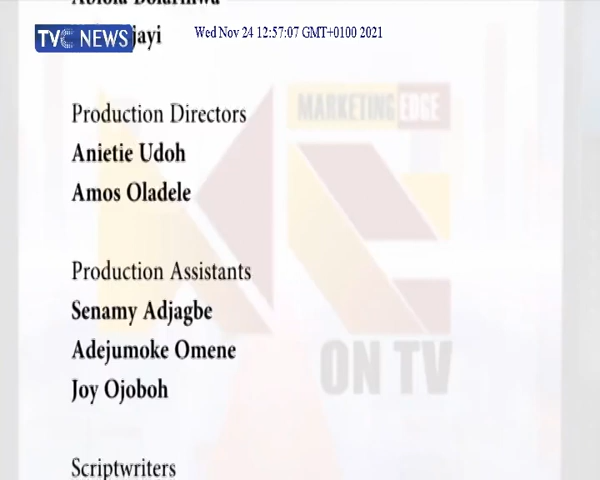 TVC NEWS
Wed Nov 24 12:57:07 GMT+0100 2021
Production Directors
Anietie Udoh
Amos Oladele
MARKETING EDGE
ON TV
Production Assistants
Senamy Adjagbe
Adejumoke Omene
Joy Ojoboh
Scriptwriters